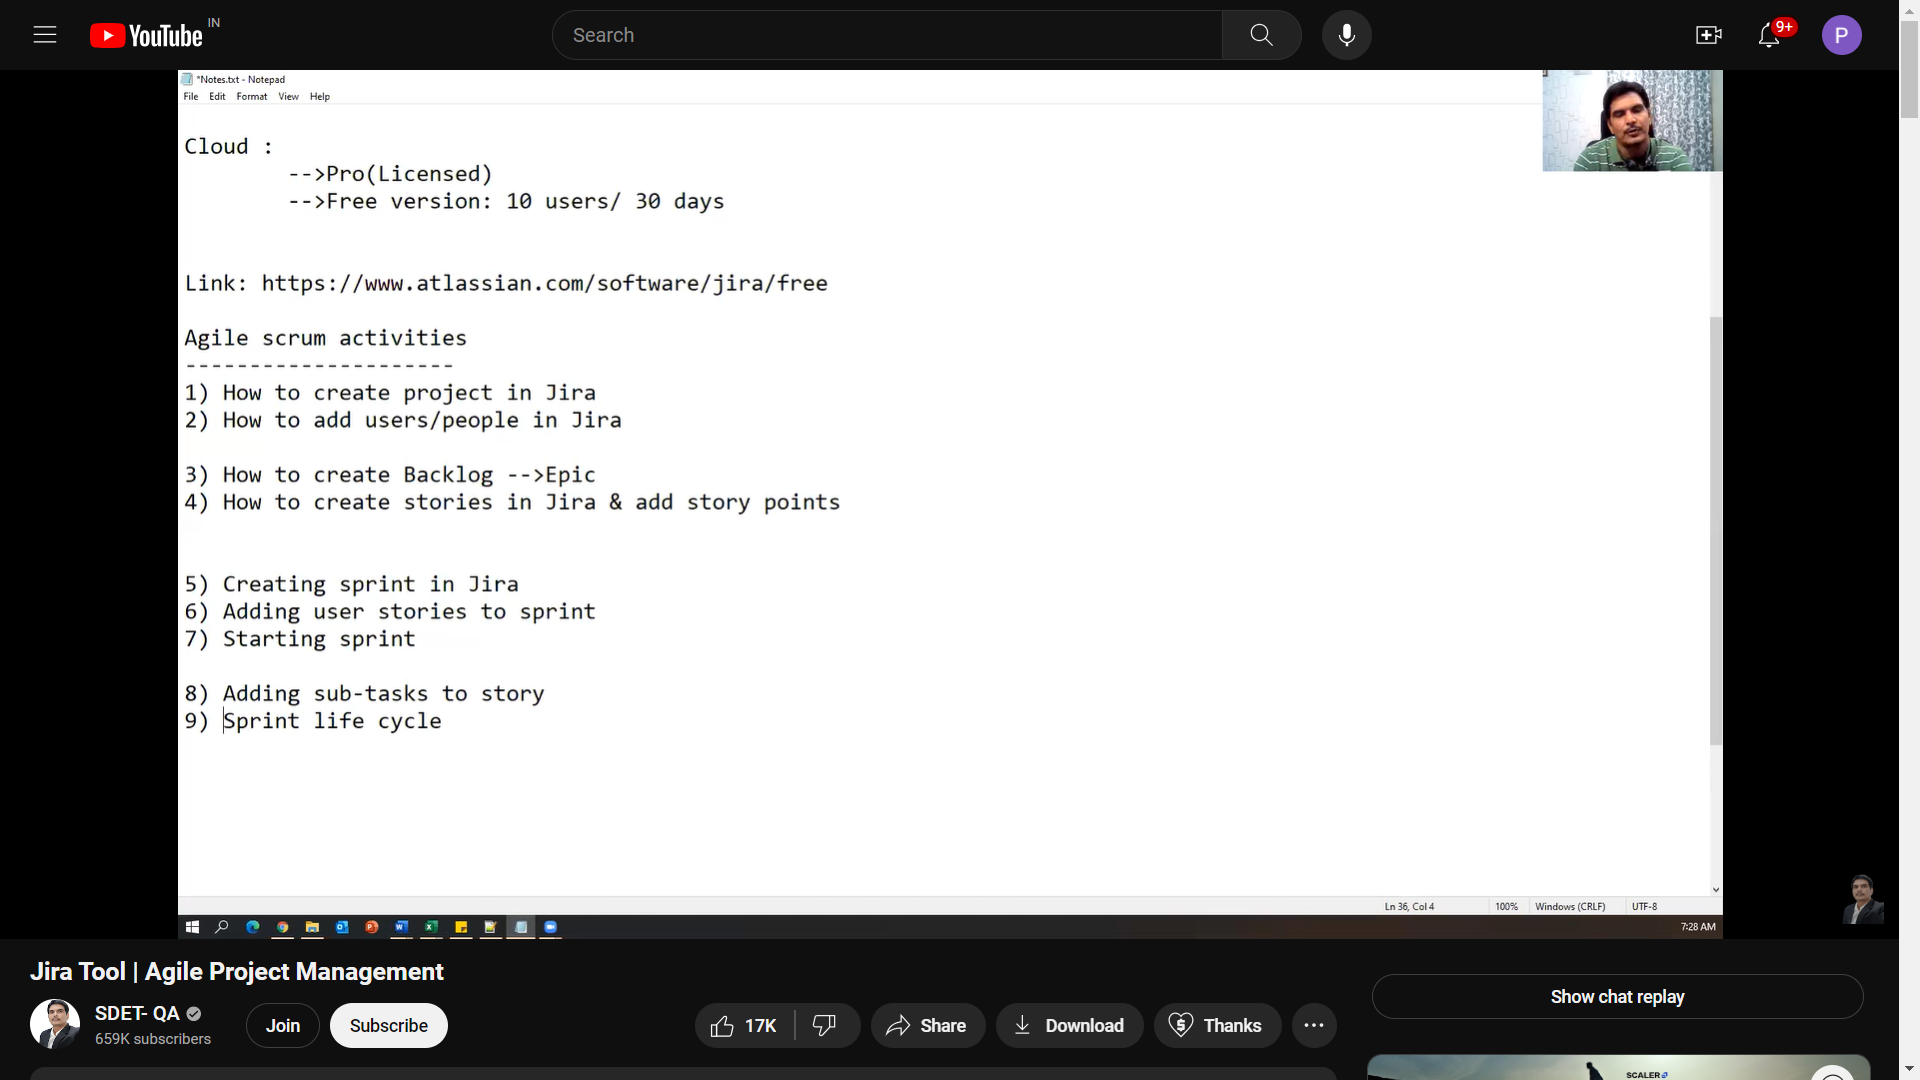 YouTube IN
Search
9+
P
*Notes.txt - Notepad
File Edit Format View Help
Cloud :
-->Pro(Licensed)
-->Free version: 10 users/ 30 days
Link: https://www.atlassian.com/software/jira/free
Agile scrum activities
---------------------
1) How to create project in Jira
2) How to add users/people in Jira
3) How to create Backlog -->Epic
4) How to create stories in Jira & add story points
5) Creating sprint in Jira
6) Adding user stories to sprint
7) Starting sprint
8) Adding sub-tasks to story
9) Sprint life cycle
Ln 36, Col 4 100% Windows (CRLF) UTF-8
7:28 AM
Jira Tool | Agile Project Management
SDET- QA
659K subscribers
Join
Subscribe
17K
Share
Download
Thanks
Show chat replay
SCALER